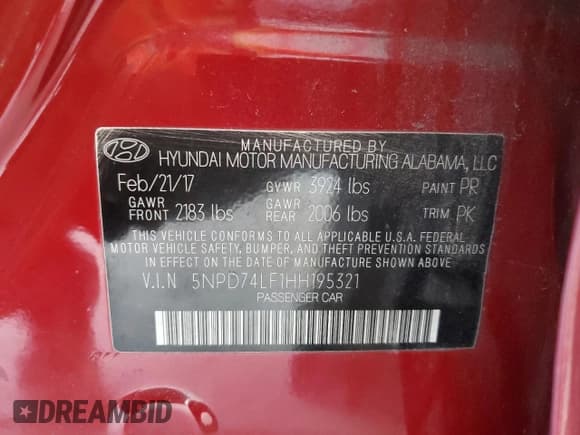 MANUFACTURED BY
HYUNDAI MOTOR MANUFACTURING ALABAMA, LLC
Feb/21/17 GVWR 3924 lbs PAINT PR
GAWR FRONT 2183 lbs GAWR REAR 2006 lbs TRIM PK
THIS VEHICLE CONFORMS TO ALL APPLICABLE U.S.A. FEDERAL
MOTOR VEHICLE SAFETY, BUMPER, AND THEFT PREVENTION STANDARDS
IN EFFECT ON THE DATE OF MANUFACTURE SHOWN ABOVE.
V.I.N 5NPD74LF1HH195321
PASSENGER CAR
DREAMBID